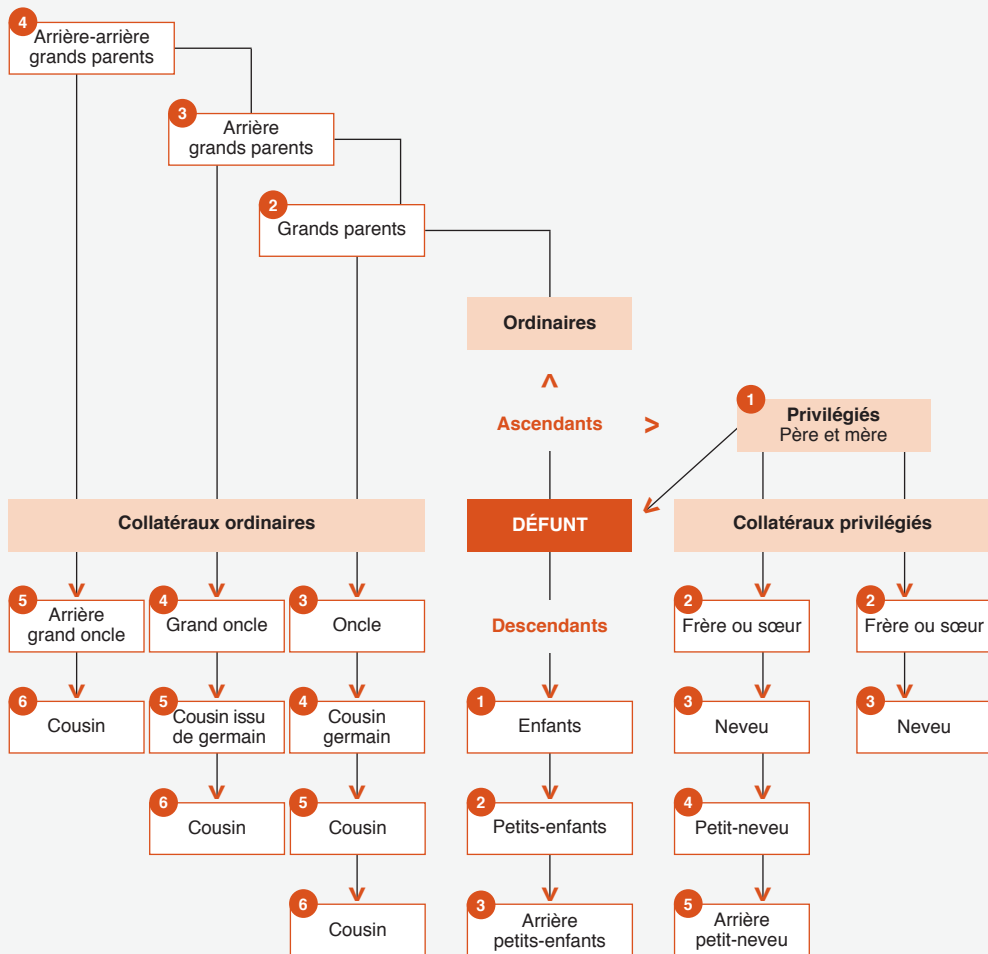 4
Arrière-arrière
grands parents
3
Arrière
grands parents
2
Grands parents
Ordinaires
^
Ascendants >
1
Privilégiés
Père et mère
Collatéraux ordinaires
DÉFUNT
Collatéraux privilégiés
5
Arrière
grand oncle
4
Grand oncle
3
Oncle
Descendants
2
Frère ou sœur
2
Frère ou sœur
6
Cousin
5
Cousin issu
de germain
4
Cousin
germain
1
Enfants
3
Neveu
3
Neveu
6
Cousin
5
Cousin
2
Petits-enfants
4
Petit-neveu
6
Cousin
3
Arrière
petits-enfants
5
Arrière
petit-neveu